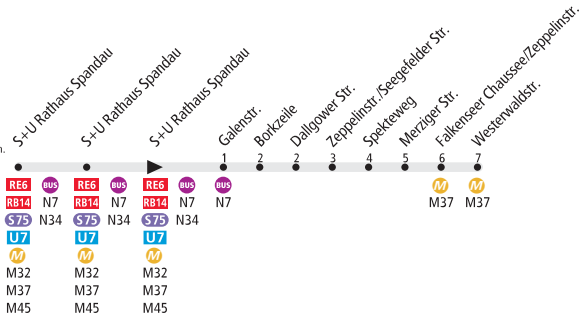 S+U Rathaus Spandau
S+U Rathaus Spandau
S+U Rathaus Spandau
Galenstr.
Borkzeile
Dallgower Str.
Zeppelinstr./Seegefelder Str.
Spekteweg
Merziger Str.
Falkenseer Chaussee/Zeppelinstr.
Westerwaldstr.
n.
1 2 2 3 4 5 6 7
RE6 BUS RE6 BUS RE6 BUS BUS M M
RB14 N7 RB14 N7 RB14 N7 N7 M37 M37
S75 N34 S75 N34 S75 N34
U7 U7 U7
M M M
M32 M32 M32
M37 M37 M37
M45 M45 M45